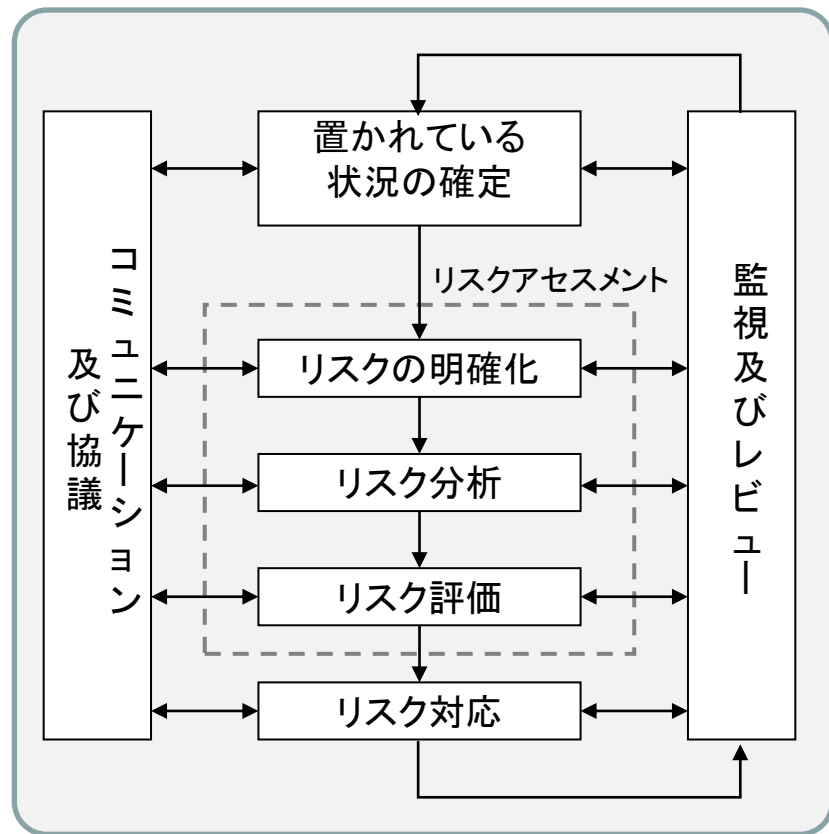 置かれている
状況の確定
リスクアセスメント
コミュニケーション
及び協議
リスクの明確化
リスク分析
リスク評価
リスク対応
監視及びレビュー